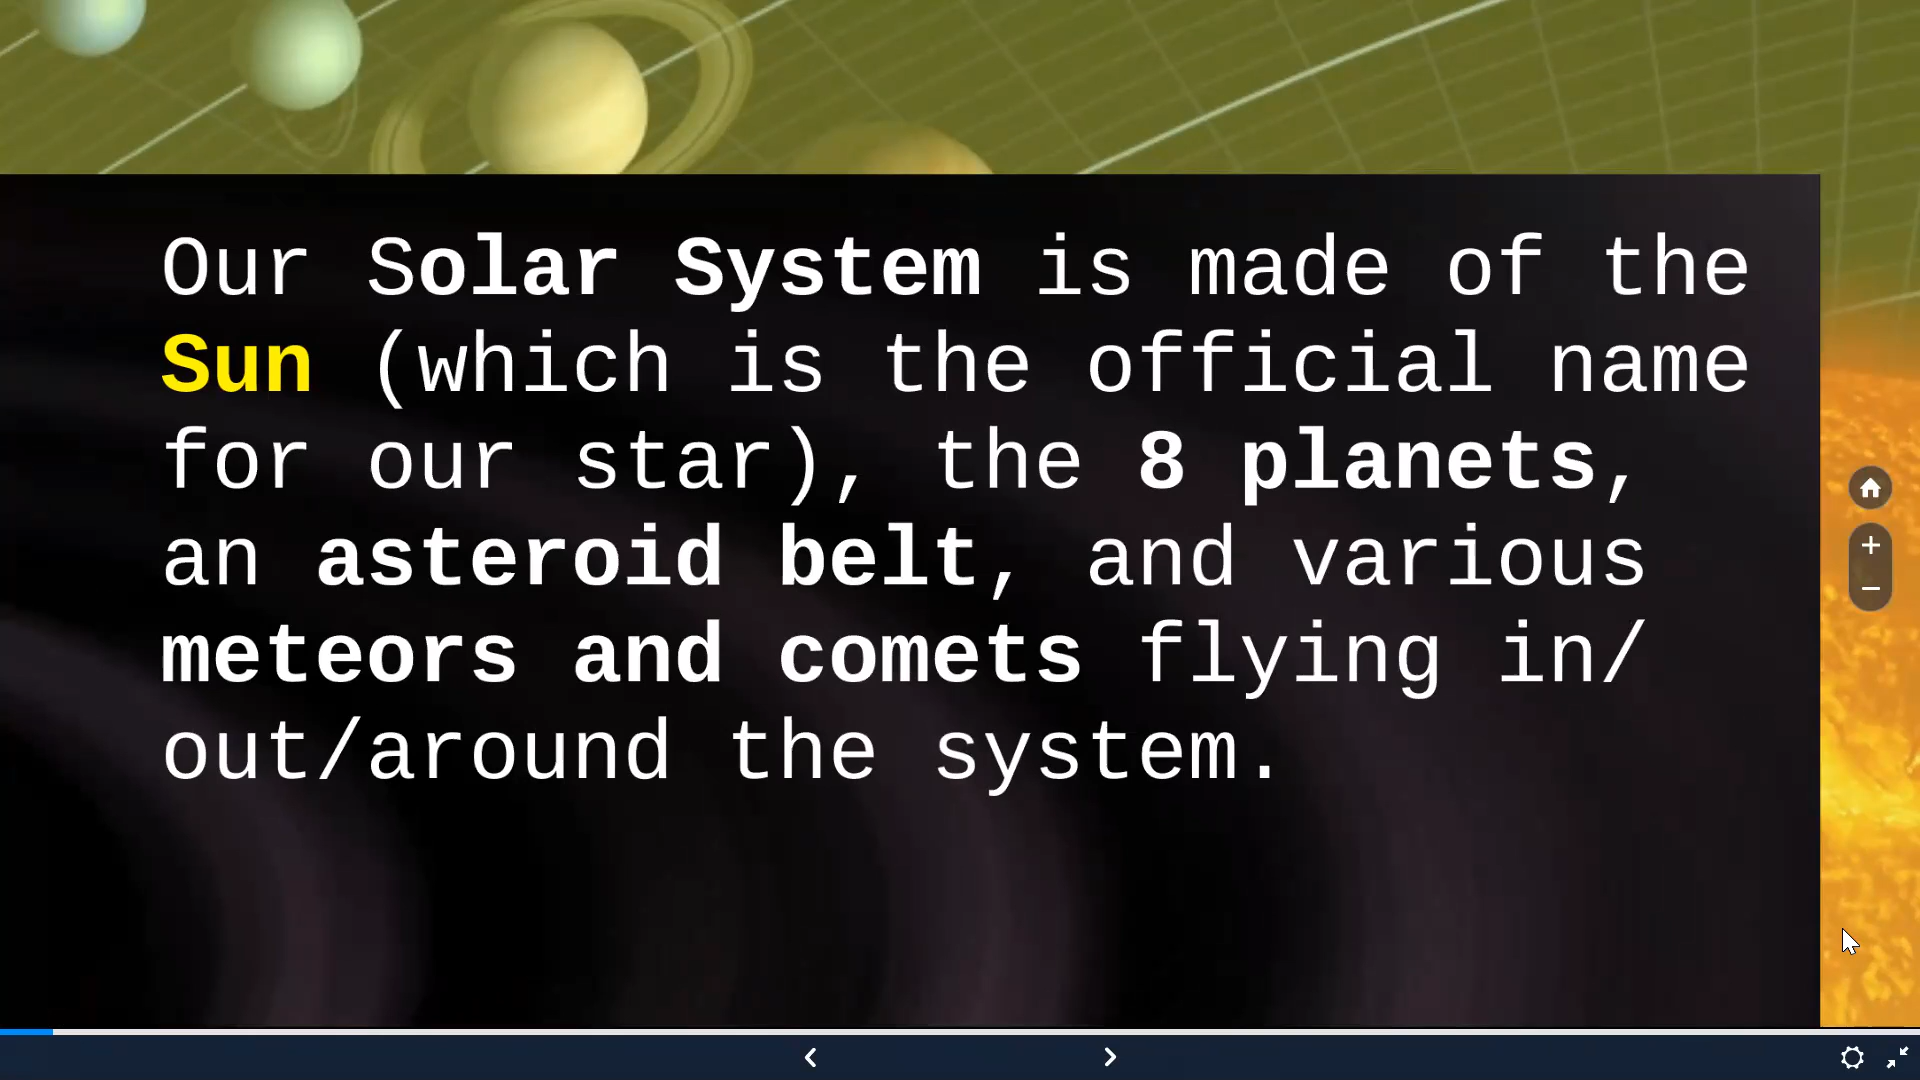 Our Solar System is made of the
Sun (which is the official name
for our star), the 8 planets,
an asteroid belt, and various
meteors and comets flying in/
out/around the system.